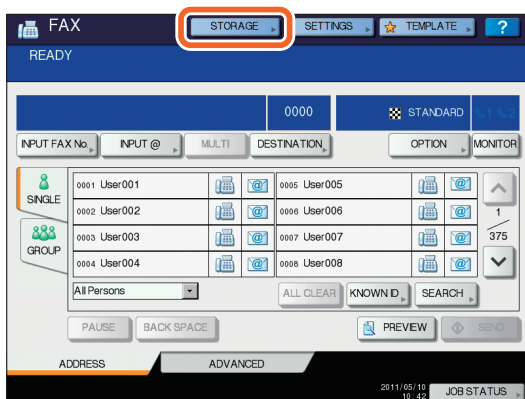 FAX STORAGE SETTINGS TEMPLATE ?
READY
0000 STANDARD 1 2
INPUT FAX No. INPUT @ MULTI DESTINATION OPTION MONITOR
SINGLE
GROUP
0001 User001 0005 User005
0002 User002 0006 User006
0003 User003 0007 User007
0004 User004 0008 User008
1
375
All Persons ALL CLEAR KNOWN ID SEARCH
PAUSE BACK SPACE PREVIEW SEND
ADDRESS ADVANCED
2011/05/10
10:42 JOB STATUS